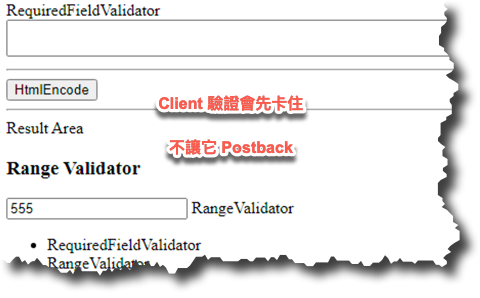 RequiredFieldValidator
HtmlEncode
Client 驗證會先卡住
Result Area
不讓它 Postback
Range Validator
555 RangeValidator
RequiredFieldValidator
RangeValidator